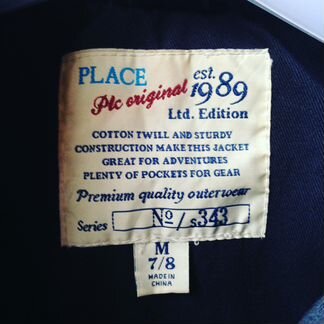 PLACE est. 1989
Plc original
Ltd. Edition
COTTON TWILL AND STURDY
CONSTRUCTION MAKE THIS JACKET
GREAT FOR ADVENTURES
PLENTY OF POCKETS FOR GEAR
Premium quality outerwear
Series Nº/s343
M
7/8
MADE IN
CHINA